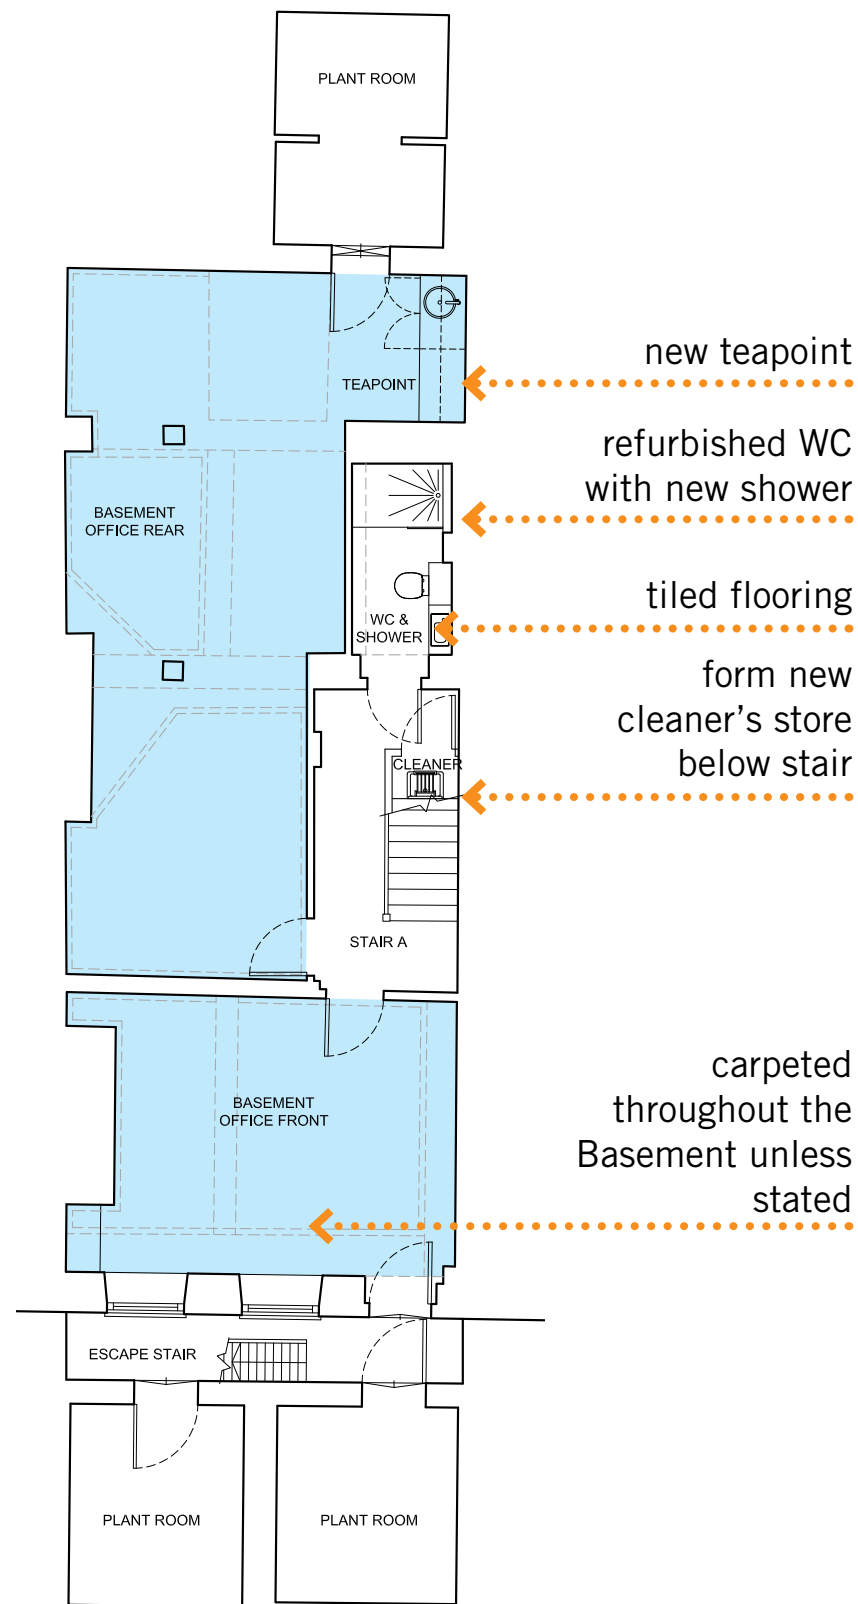 PLANT ROOM
new teapoint
TEAPOINT
refurbished WC
with new shower
BASEMENT
OFFICE REAR
tiled flooring
WC &
SHOWER
form new
cleaner’s store
below stair
CLEANER
STAIR A
carpeted
throughout the
Basement unless
stated
BASEMENT
OFFICE FRONT
ESCAPE STAIR
PLANT ROOM
PLANT ROOM